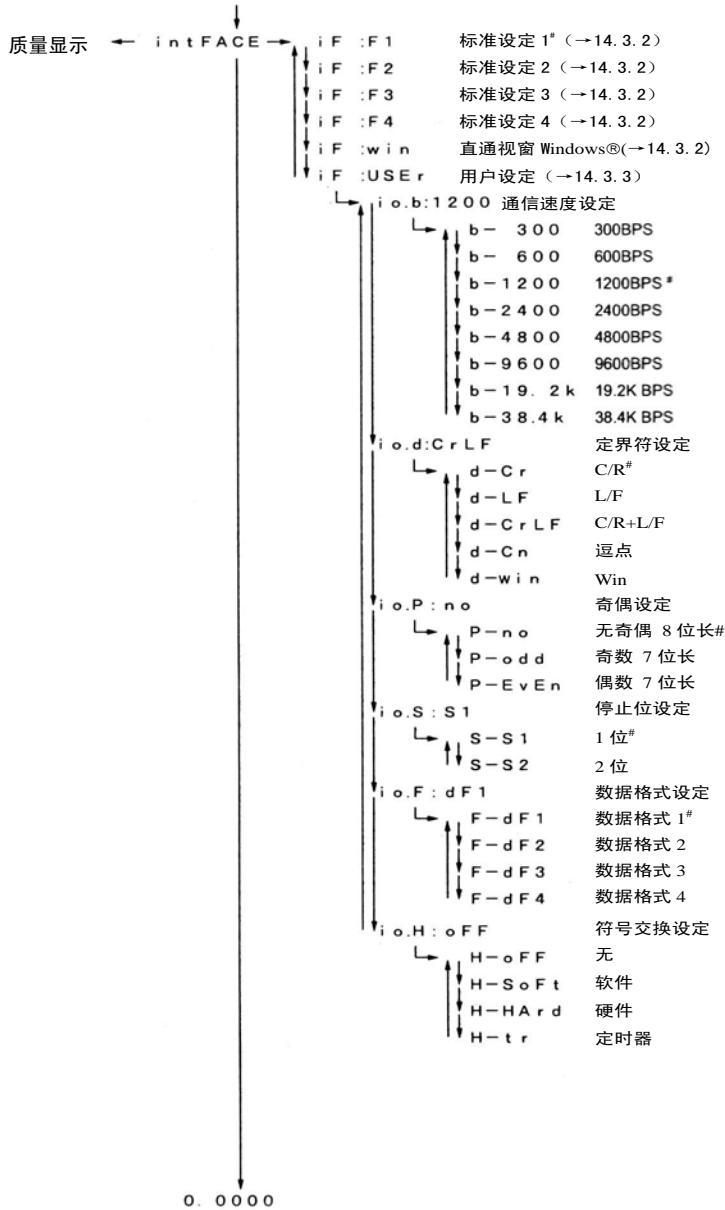 质量显示 ← intFACE → iF :F1 标准设定 1# (→14.3.2)
iF :F2 标准设定 2（→14.3.2）
iF :F3 标准设定 3（→14.3.2）
iF :F4 标准设定 4（→14.3.2）
iF :win 直通视窗 Windows®(→14.3.2)
iF :USEr 用户设定（→14.3.3）
io.b:1200 通信速度设定
b－ 300 300BPS
b－ 600 600BPS
b－1200 1200BPS#
b－2400 2400BPS
b－4800 4800BPS
b－9600 9600BPS
b－19.2k 19.2K BPS
b－38.4k 38.4K BPS
io.d:CrLF 定界符设定
d－Cr C/R#
d－LF L/F
d－CrLF C/R+L/F
d－Cn 逗点
d－win Win
io.P:no 奇偶设定
P－no 无奇偶 8 位长#
P－odd 奇数 7 位长
P－EvEn 偶数 7 位长
io.S:S1 停止位设定
S－S1 1 位#
S－S2 2 位
io.F:dF1 数据格式设定
F－dF1 数据格式 1#
F－dF2 数据格式 2
F－dF3 数据格式 3
F－dF4 数据格式 4
io.H:oFF 符号交换设定
H－oFF 无
H－SoFt 软件
H－HArd 硬件
H－tr 定时器
0.0000